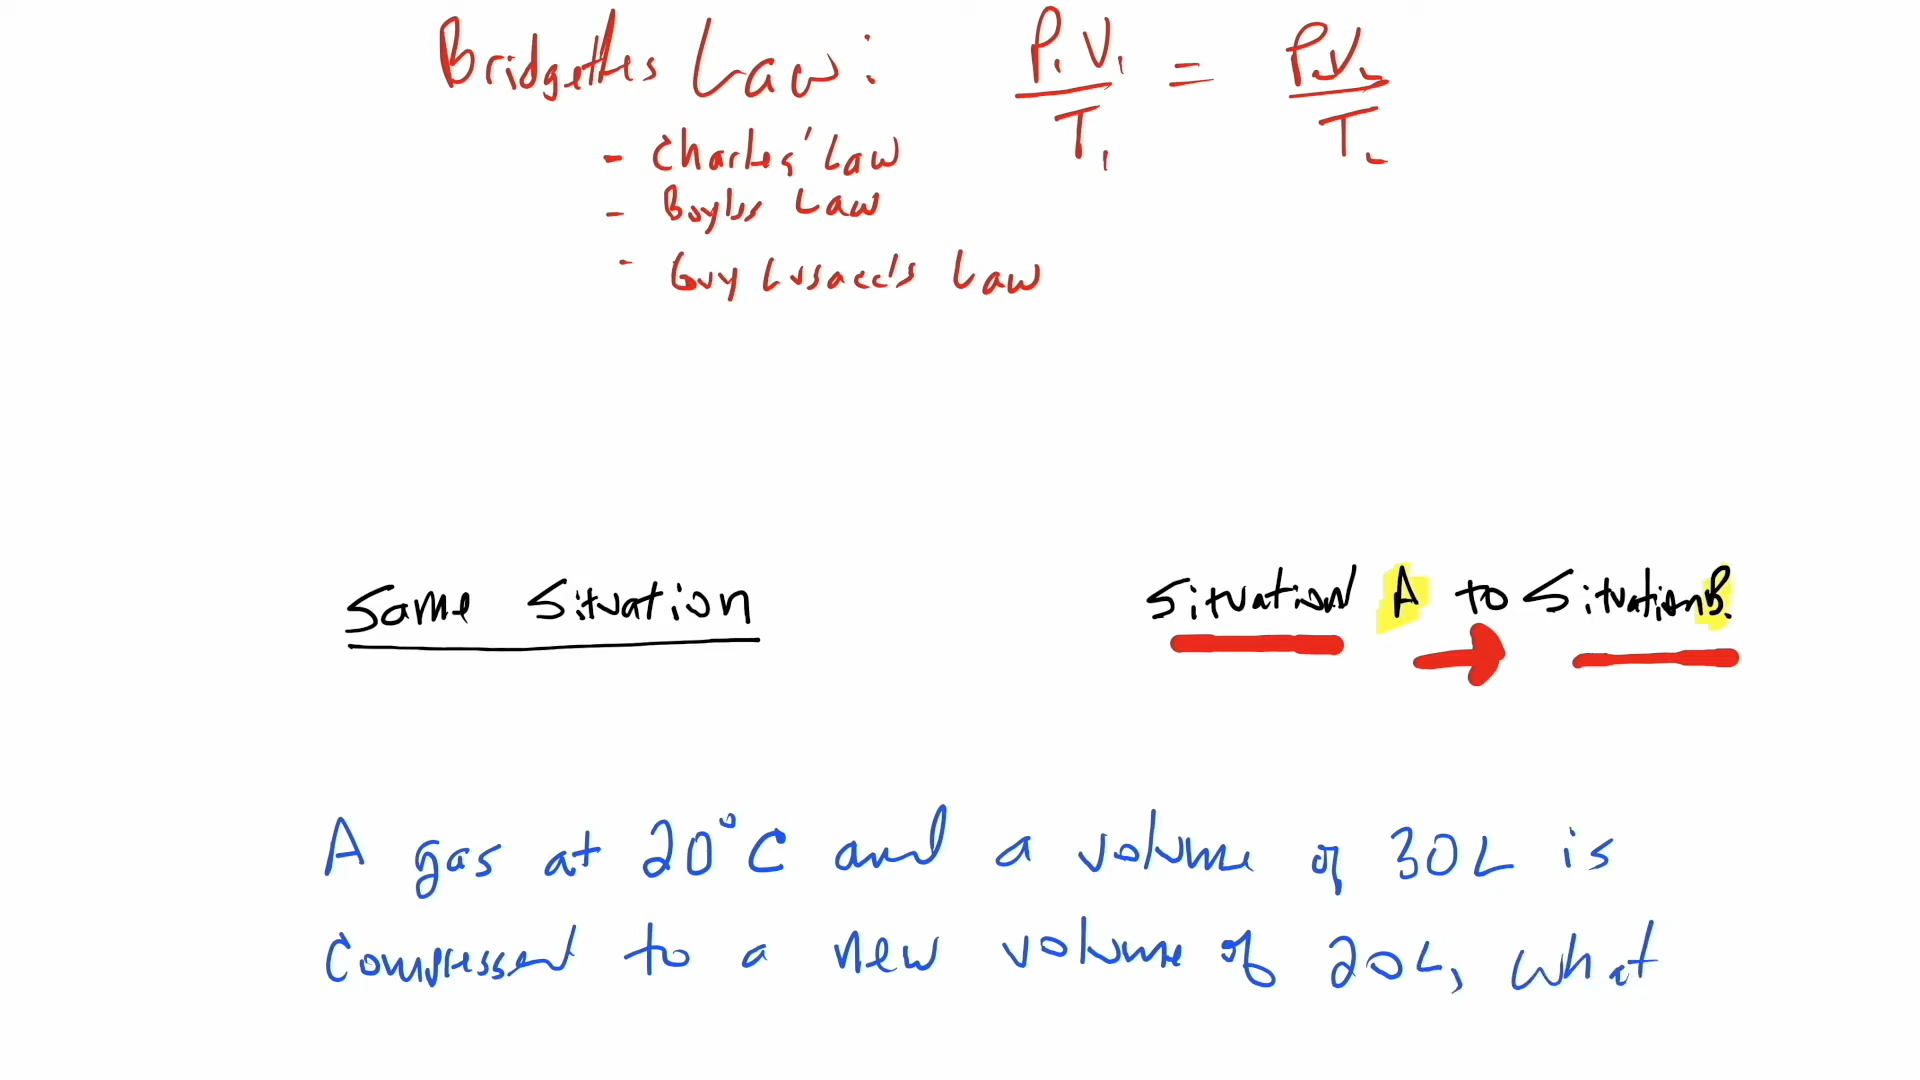 Bridgettes Law: P₁V₁/T₁ = P₂V₂/T₂
- Charles' Law
- Boyles Law
- Guy Lussac's Law
Same Situation
Situation A to Situation B.
A gas at 20°C and a volume of 30L is
Compressed to a new volume of 20L, what